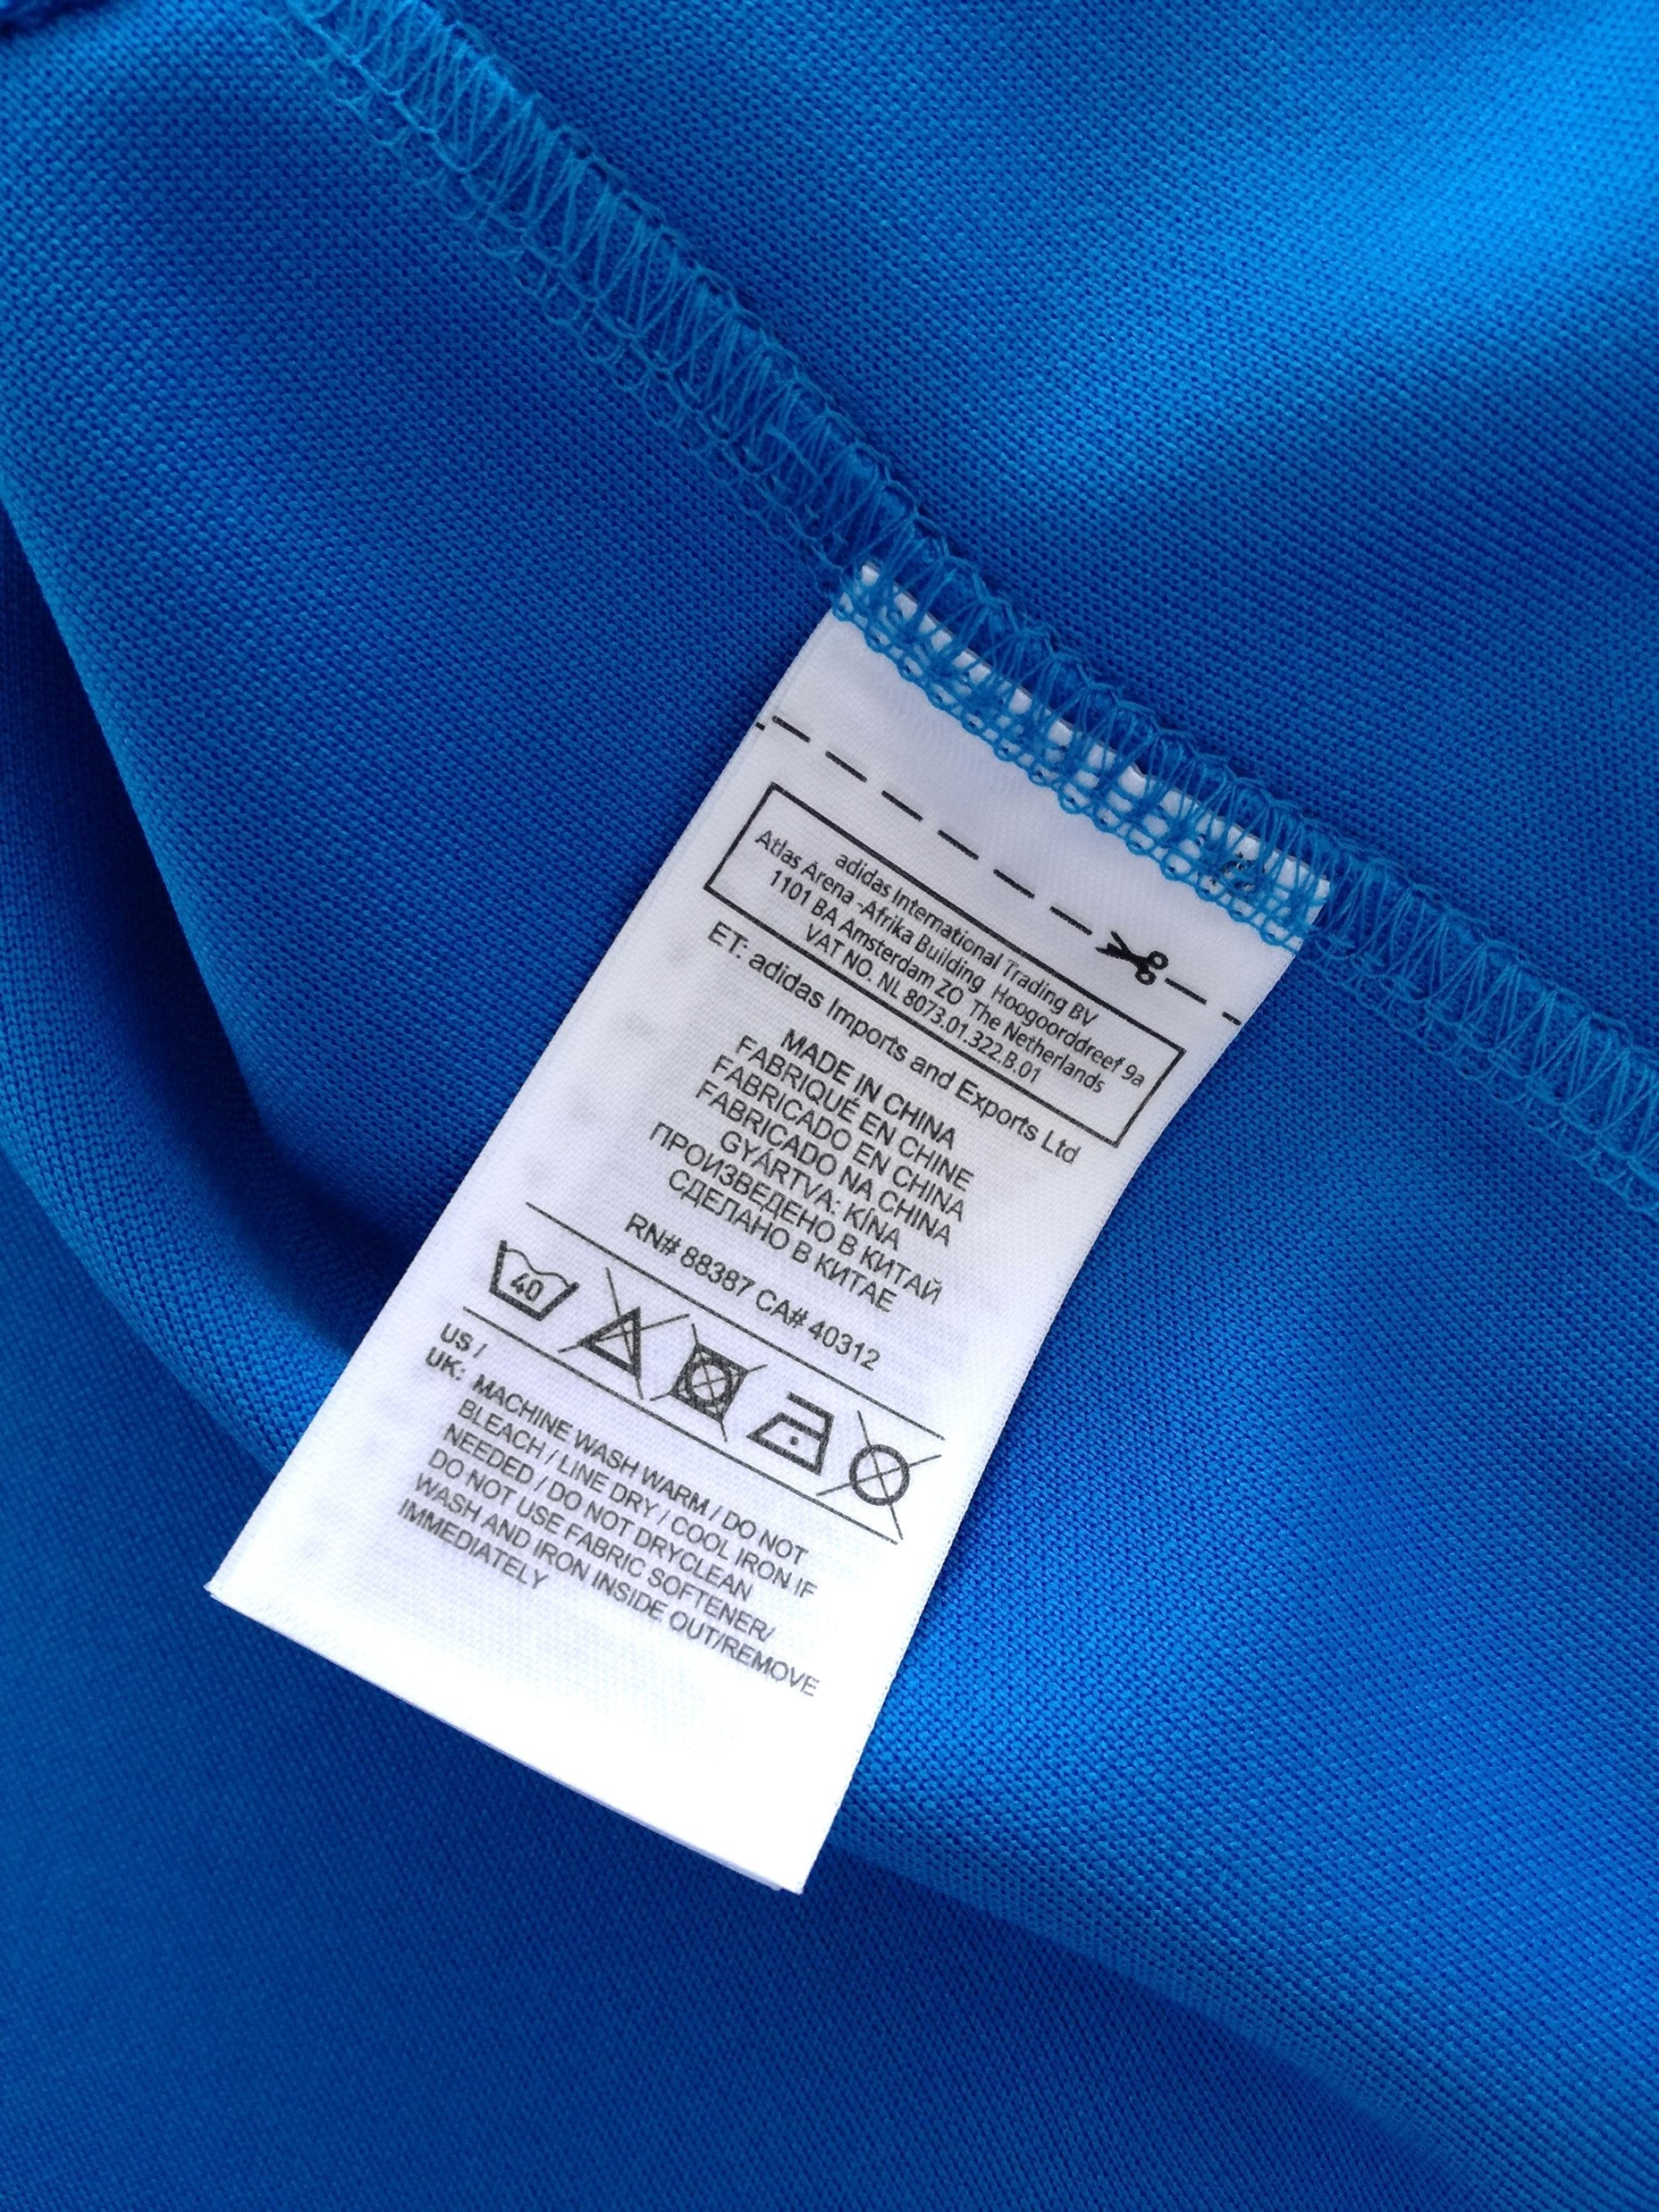 adidas International Trading BV
Atlas Arena -Afrika Building Hoogoorddreef 9a
1101 BA Amsterdam ZO The Netherlands
VAT NO. NL 8073.01.322.B.01
ET: adidas Imports and Exports Ltd
MADE IN CHINA
FABRIQUÉ EN CHINE
FABRICADO EN CHINA
FABRICADO NA CHINA
GYÁRTVA: KÍNA
ПРОИЗВЕДЕНО В КИТАЙ
СДЕЛАНО В КИТАЕ
RN# 88387 CA# 40312
40
US /
UK: MACHINE WASH WARM / DO NOT
BLEACH / LINE DRY / COOL IRON IF
NEEDED / DO NOT DRYCLEAN
DO NOT USE FABRIC SOFTENER/
WASH AND IRON INSIDE OUT/REMOVE
IMMEDIATELY